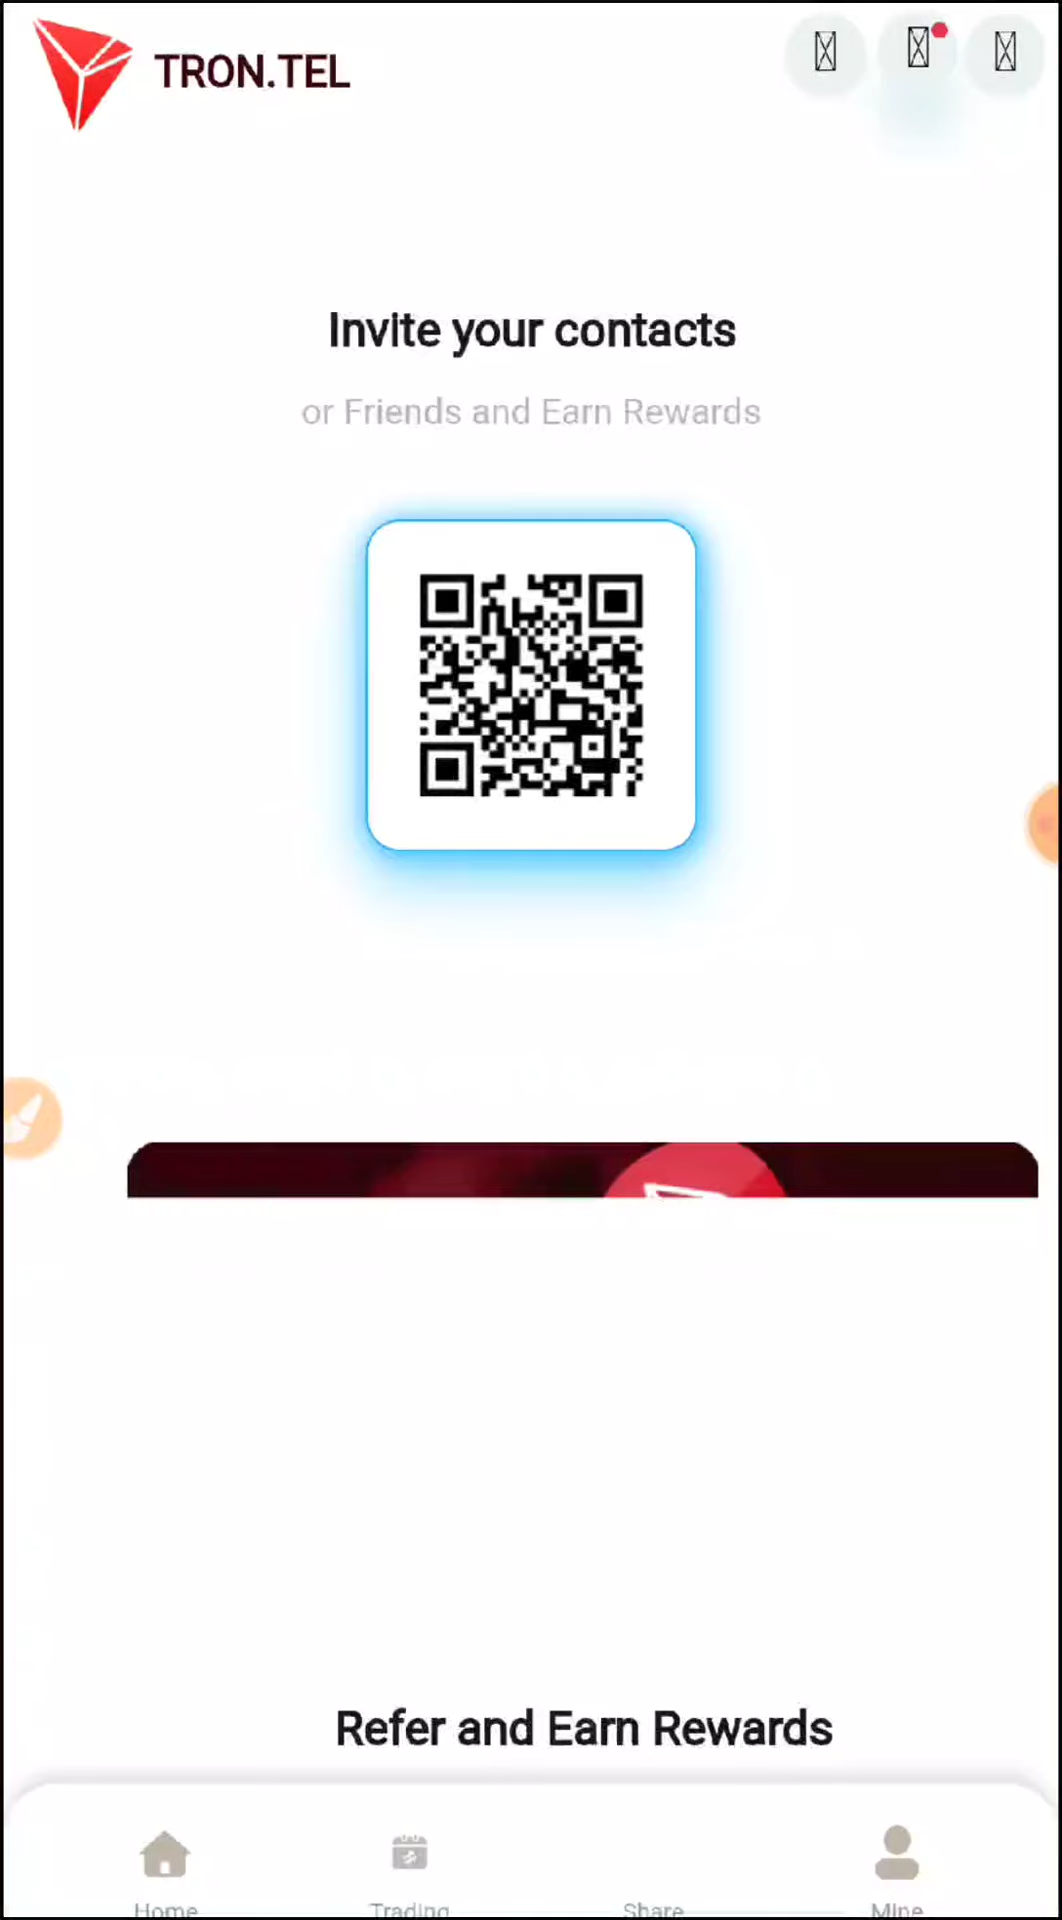 TRON.TEL
Invite your contacts
or Friends and Earn Rewards
Refer and Earn Rewards
Home
Trading
Share
Mine